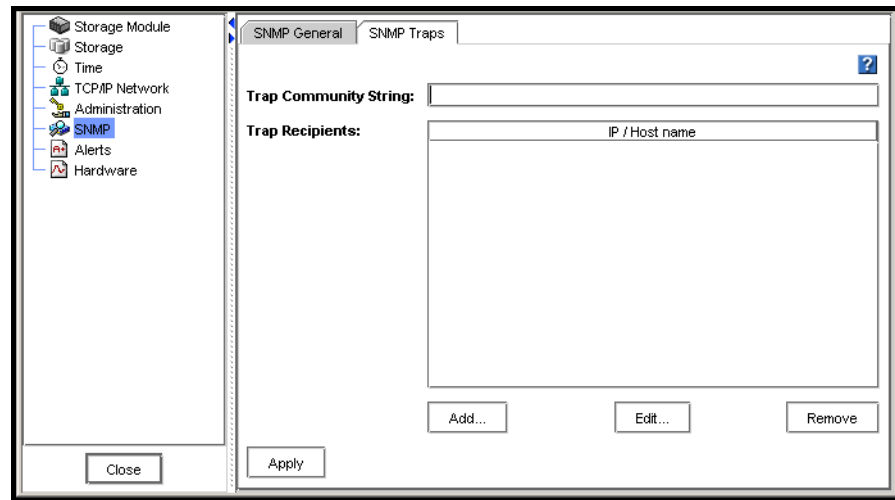 Storage Module
Storage
Time
TCP/IP Network
Administration
SNMP
Alerts
Hardware
Close
SNMP General
SNMP Traps
?
Trap Community String:
Trap Recipients:
IP / Host name
Add...
Edit...
Remove
Apply